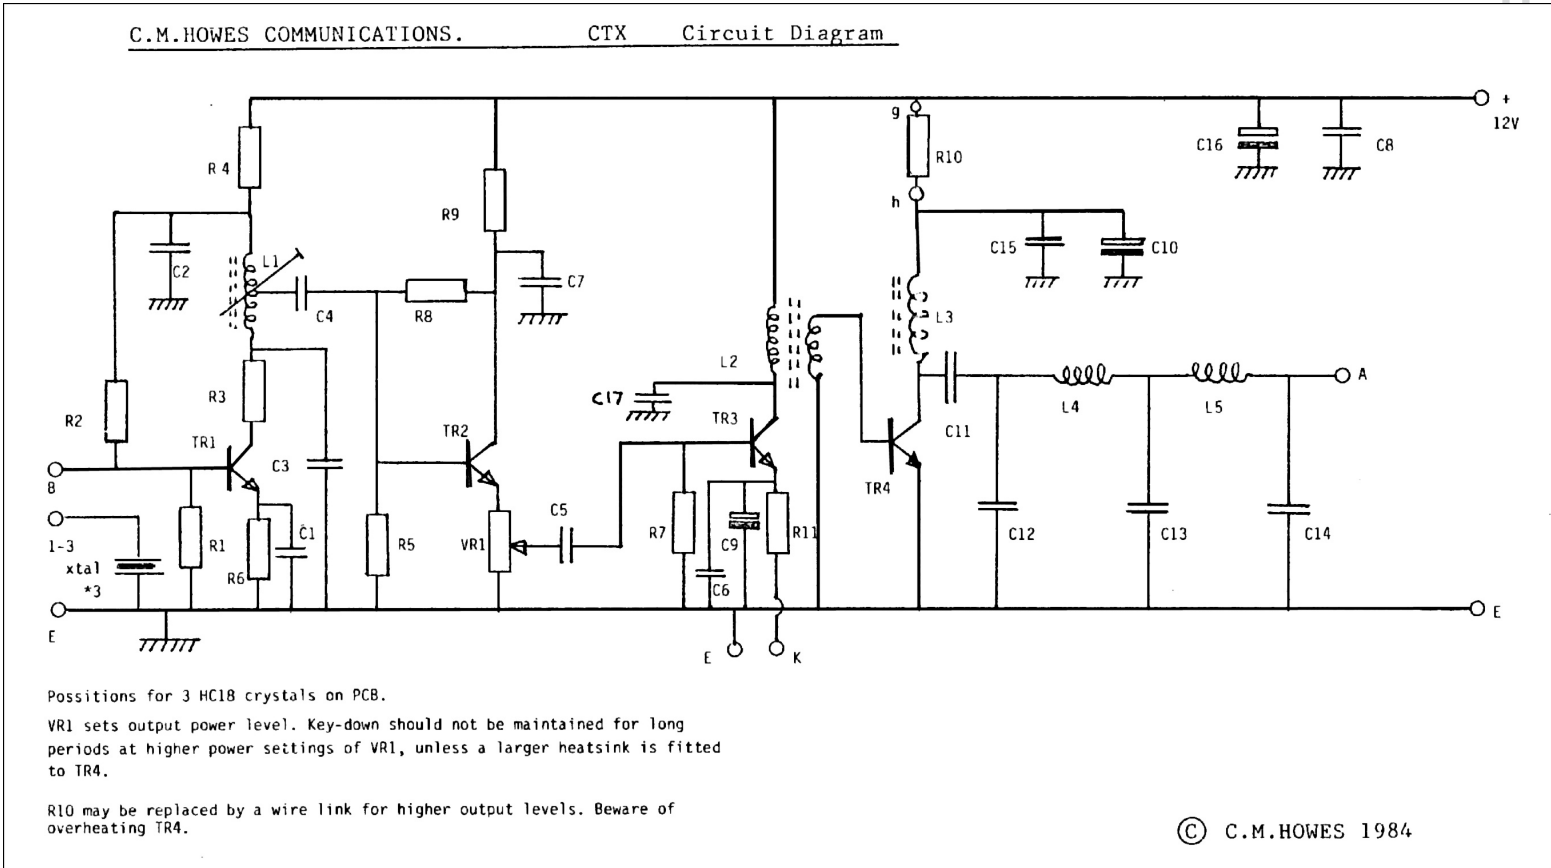 C.M.HOWES COMMUNICATIONS. CTX Circuit Diagram
+
12V
g
R10
h
C16
C8
R4
R9
C2
L1
C4
R8
C7
C15
C10
L3
L2
C17
R2
R3
TR1
TR2
TR3
TR4
C11
L4
L5
A
B
C3
C5
1-3
xtal
*3
R1
R6
C1
R5
VR1
R7
C9
C6
R11
C12
C13
C14
E
E
K
E
Possitions for 3 HC18 crystals on PCB.
VR1 sets output power level. Key-down should not be maintained for long
periods at higher power settings of VR1, unless a larger heatsink is fitted
to TR4.
R10 may be replaced by a wire link for higher output levels. Beware of
overheating TR4.
© C.M.HOWES 1984